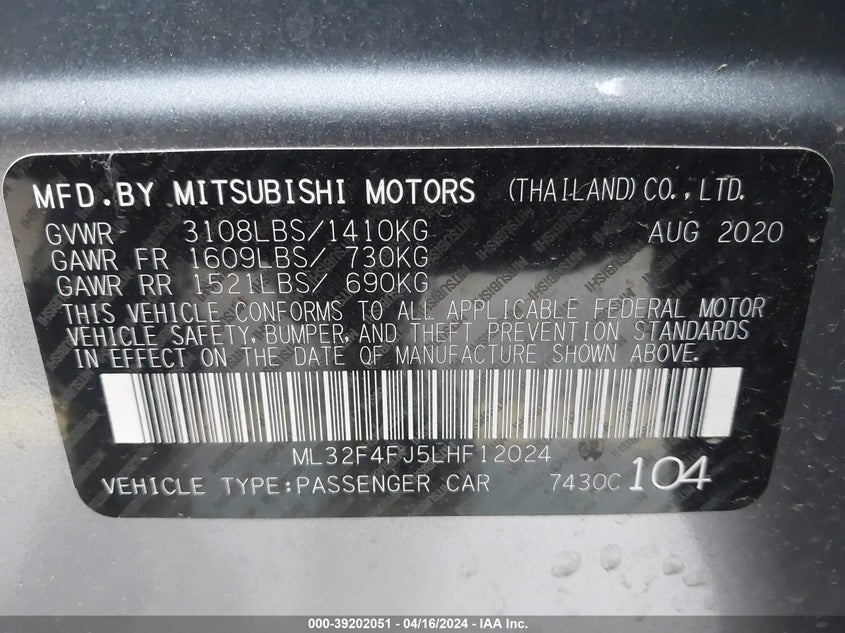 MFD.BY MITSUBISHI MOTORS (THAILAND) CO.,LTD.
GVWR 3108LBS/1410KG AUG 2020
GAWR FR 1609LBS/ 730KG
GAWR RR 1521LBS/ 690KG
THIS VEHICLE CONFORMS TO ALL APPLICABLE FEDERAL MOTOR
VEHICLE SAFETY, BUMPER, AND THEFT PREVENTION STANDARDS
IN EFFECT ON THE DATE OF MANUFACTURE SHOWN ABOVE.
ML32F4FJ5LHF12024
VEHICLE TYPE:PASSENGER CAR 7430C 104
000-39202051 - 04/16/2024 - IAA Inc.